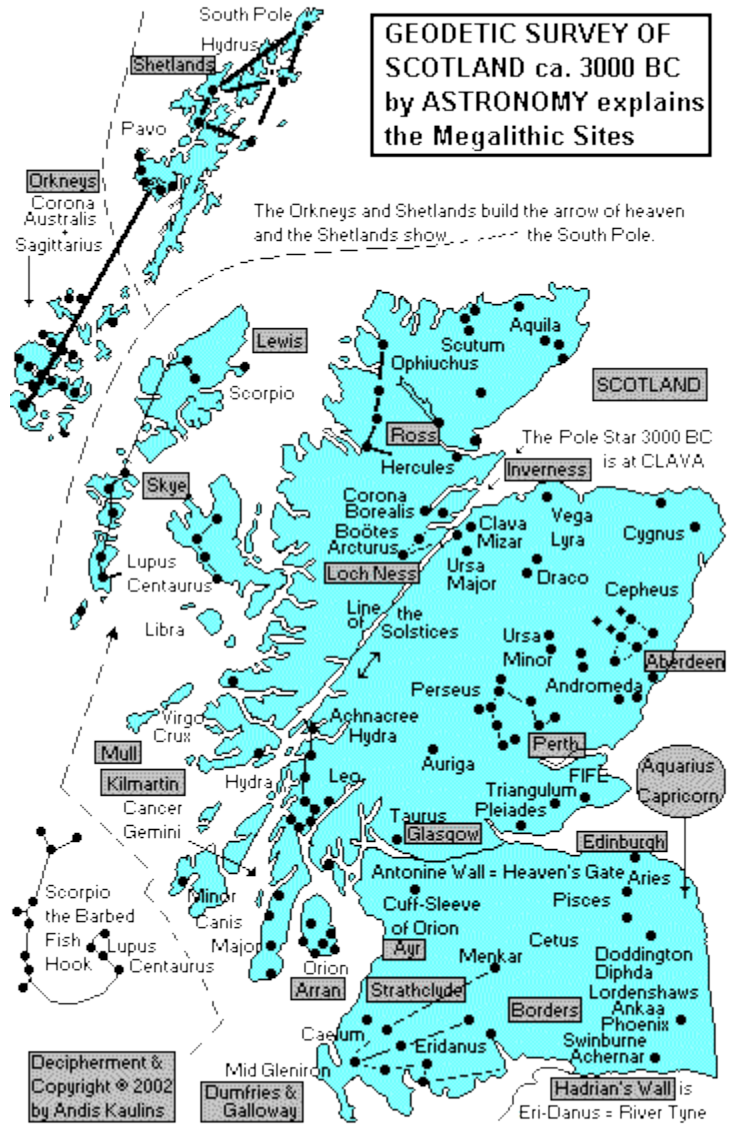 South Pole
Hydrus
Shetlands
GEODETIC SURVEY OF
SCOTLAND ca. 3000 BC
by ASTRONOMY explains
the Megalithic Sites
Pavo
Orkneys
Corona
Australis
+
Sagittarius
The Orkneys and Shetlands build the arrow of heaven
and the Shetlands show the South Pole.
Lewis
Scorpio
Scutum
Aquila
Ophiuchus
SCOTLAND
Ross
Hercules
The Pole Star 3000 BC
is at CLAVA
Inverness
Skye
Corona
Borealis
Boötes
Arcturus
Clava
Mizar
Ursa
Major
Vega
Lyra
Cygnus
Draco
Loch Ness
Lupus
Centaurus
Libra
Line the
of Solstices
Cepheus
Ursa
Minor
Aberdeen
Andromeda
Perseus
Virgo
Crux
Achnacree
Hydra
Mull
Perth
Auriga
Kilmartin
Hydra
Leo
FIFE
Aquarius
Capricorn
Triangulum
Pleiades
Cancer
Gemini
Taurus
Glasgow
Edinburgh
Antonine Wall = Heaven's Gate
Aries
Pisces
Cuff-Sleeve
of Orion
Minor
Canis
Major
Scorpio
the Barbed
Fish
Hook
Lupus
Centaurus
Ayr
Cetus
Menkar
Doddington
Diphda
Orion
Arran
Strathclyde
Lordenshaws
Ankaa
Phoenix
Borders
Swinburne
Achernar
Caelum
Eridanus
Mid Gleniron
Decipherment &
Copyright ® 2002
by Andis Kaulins
Dumfries &
Galloway
Hadrian's Wall is
Eri-Danus = River Tyne